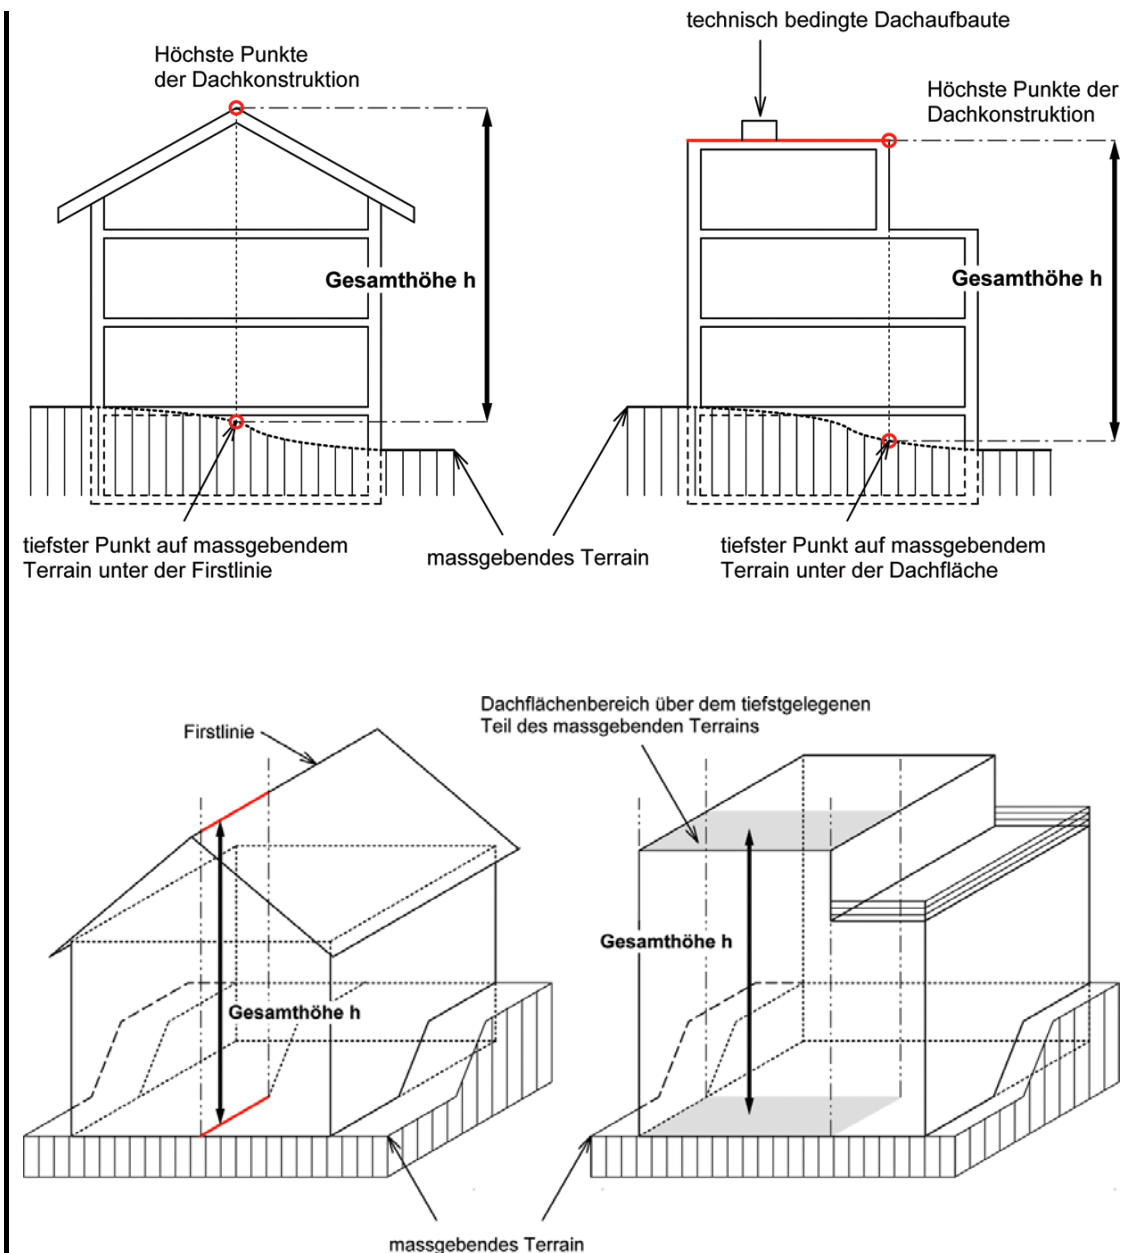 technisch bedingte Dachaufbaute
Höchste Punkte
der Dachkonstruktion
Höchste Punkte der
Dachkonstruktion
Gesamthöhe h
Gesamthöhe h
tiefster Punkt auf massgebendem
Terrain unter der Firstlinie
massgebendes Terrain
tiefster Punkt auf massgebendem
Terrain unter der Dachfläche
Dachflächenbereich über dem tiefstgelegenen
Teil des massgebenden Terrains
Firstlinie
Gesamthöhe h
Gesamthöhe h
massgebendes Terrain